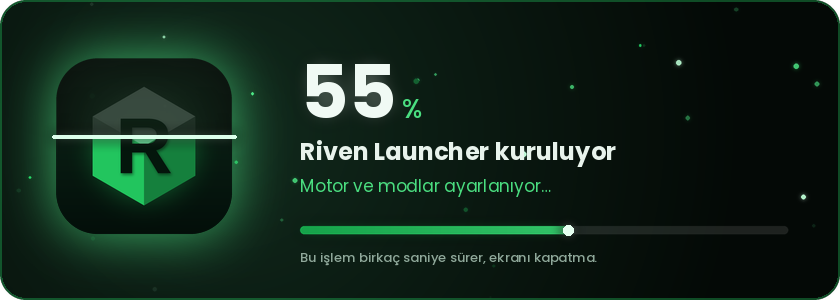 R
55 %
Riven Launcher kuruluyor
Motor ve modlar ayarlanıyor...
Bu işlem birkaç saniye sürer, ekranı kapatma.